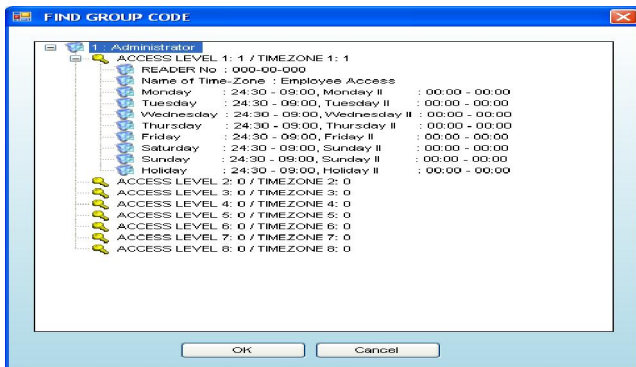 FIND GROUP CODE
1 : Administrator
ACCESS LEVEL 1: 1 / TIMEZONE 1: 1
READER No : 000-00-000
Name of Time-Zone : Employee Access
Monday : 24:30 - 09:00, Monday II : 00:00 - 00:00
Tuesday : 24:30 - 09:00, Tuesday II : 00:00 - 00:00
Wednesday : 24:30 - 09:00, Wednesday II : 00:00 - 00:00
Thursday : 24:30 - 09:00, Thursday II : 00:00 - 00:00
Friday : 24:30 - 09:00, Friday II : 00:00 - 00:00
Saturday : 24:30 - 09:00, Saturday II : 00:00 - 00:00
Sunday : 24:30 - 09:00, Sunday II : 00:00 - 00:00
Holiday : 24:30 - 09:00, Holiday II : 00:00 - 00:00
ACCESS LEVEL 2: 0 / TIMEZONE 2: 0
ACCESS LEVEL 3: 0 / TIMEZONE 3: 0
ACCESS LEVEL 4: 0 / TIMEZONE 4: 0
ACCESS LEVEL 5: 0 / TIMEZONE 5: 0
ACCESS LEVEL 6: 0 / TIMEZONE 6: 0
ACCESS LEVEL 7: 0 / TIMEZONE 7: 0
ACCESS LEVEL 8: 0 / TIMEZONE 8: 0
OK Cancel